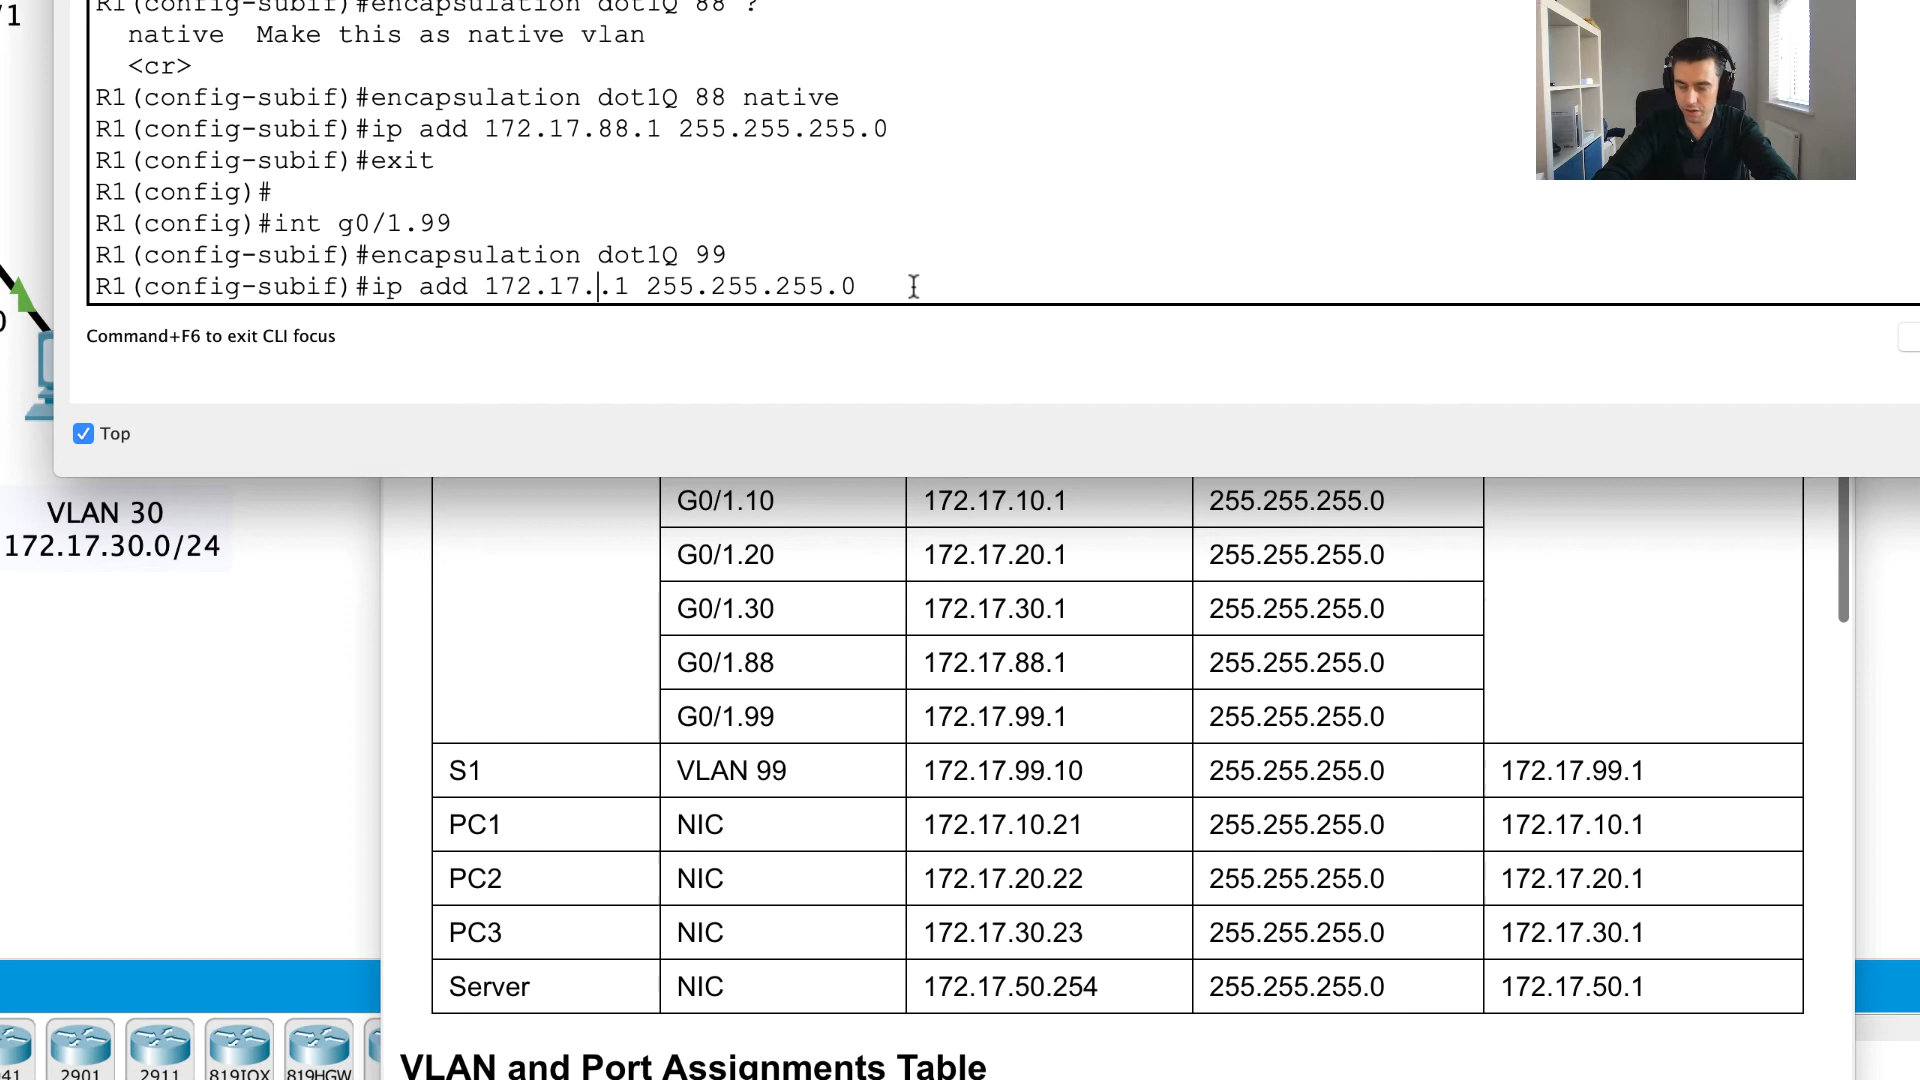 /1
R1(config-subif)#encapsulation dot1Q 88 ?
native Make this as native vlan
<cr>
R1(config-subif)#encapsulation dot1Q 88 native
R1(config-subif)#ip add 172.17.88.1 255.255.255.0
R1(config-subif)#exit
R1(config)#
R1(config)#int g0/1.99
R1(config-subif)#encapsulation dot1Q 99
R1(config-subif)#ip add 172.17..1 255.255.255.0
0
Command+F6 to exit CLI focus
Top
VLAN 30
172.17.30.0/24
G0/1.10 172.17.10.1 255.255.255.0
G0/1.20 172.17.20.1 255.255.255.0
G0/1.30 172.17.30.1 255.255.255.0
G0/1.88 172.17.88.1 255.255.255.0
G0/1.99 172.17.99.1 255.255.255.0
S1 VLAN 99 172.17.99.10 255.255.255.0 172.17.99.1
PC1 NIC 172.17.10.21 255.255.255.0 172.17.10.1
PC2 NIC 172.17.20.22 255.255.255.0 172.17.20.1
PC3 NIC 172.17.30.23 255.255.255.0 172.17.30.1
Server NIC 172.17.50.254 255.255.255.0 172.17.50.1
VLAN and Port Assignments Table
941 2901 2911 819IOX 819HGW